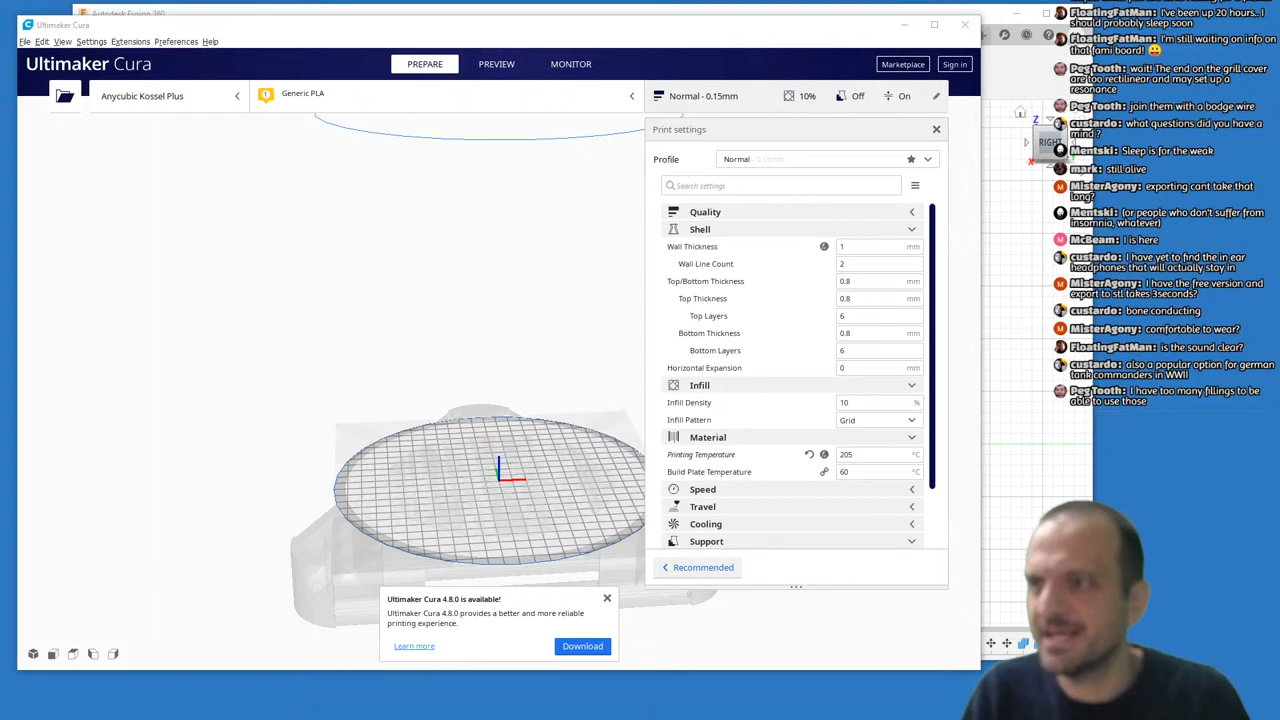 Autodesk Fusion 360
Ultimaker Cura
File Edit View Settings Extensions Preferences Help
Ultimaker Cura
PREPARE
PREVIEW
MONITOR
Marketplace
Sign in
Anycubic Kossel Plus
Generic PLA
Normal - 0.15mm
10%
Off
On
Print settings
Profile
Normal - 0.15mm
Search settings
Quality
Shell
Wall Thickness 1 mm
Wall Line Count 2
Top/Bottom Thickness 0.8 mm
Top Thickness 0.8 mm
Top Layers 6
Bottom Thickness 0.8 mm
Bottom Layers 6
Horizontal Expansion 0 mm
Infill
Infill Density 10 %
Infill Pattern Grid
Material
Printing Temperature 205 °C
Build Plate Temperature 60 °C
Speed
Travel
Cooling
Support
Recommended
Ultimaker Cura 4.8.0 is available!
Ultimaker Cura 4.8.0 provides a better and more reliable
printing experience.
Learn more
Download
Z
RIGHT
X
FloatingFatMan: I've been up 20 hours.. I
should probably sleep soon
FloatingFatMan: I'm still waiting on info on
that fami board!
PegTooth: wait! The end on the grill cover
are too rectilinear and may set up a
resonance
PegTooth: join them with a bodge wire
custardo: what questions did you have a
mind ?
Mentski: Sleep is for the weak
mark: still alive
MisterAgony: exporting cant take that
long?
Mentski: (or people who don't suffer from
insomnia, whatever)
McBeam: I is here
custardo: I have yet to find the in ear
headphones that will actually stay in
MisterAgony: I have the free version and
export to stl takes 3seconds?
custardo: bone conducting
MisterAgony: comfortable to wear?
FloatingFatMan: is the sound clear?
custardo: also a popular option for german
tank commanders in WWII
PegTooth: I have too many fillings to be
able to use those